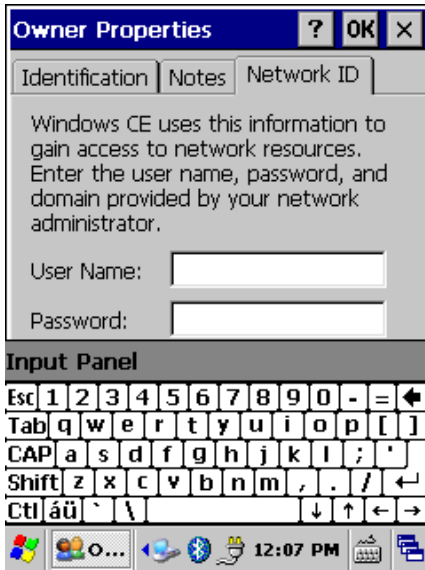 Owner Properties ? OK ×
Identification Notes Network ID
Windows CE uses this information to
gain access to network resources.
Enter the user name, password, and
domain provided by your network
administrator.
User Name:
Password:
Input Panel
Esc 1 2 3 4 5 6 7 8 9 0 - =
Tab q w e r t y u i o p [ ]
CAP a s d f g h j k l ; '
Shift z x c v b n m , . /
Ctl áü ` \ ↓ ↑ ← →
O... 12:07 PM